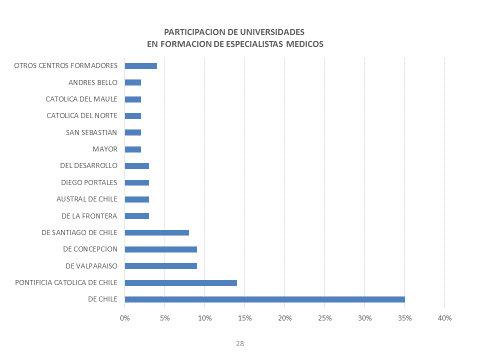 PARTICIPACION DE UNIVERSIDADES
EN FORMACION DE ESPECIALISTAS MEDICOS
OTROS CENTROS FORMADORES
ANDRES BELLO
CATOLICA DEL MAULE
CATOLICA DEL NORTE
SAN SEBASTIAN
MAYOR
DEL DESARROLLO
DIEGO PORTALES
AUSTRAL DE CHILE
DE LA FRONTERA
DE SANTIAGO DE CHILE
DE CONCEPCION
DE VALPARAISO
PONTIFICIA CATOLICA DE CHILE
DE CHILE
0% 5% 10% 15% 20% 25% 30% 35% 40%
28